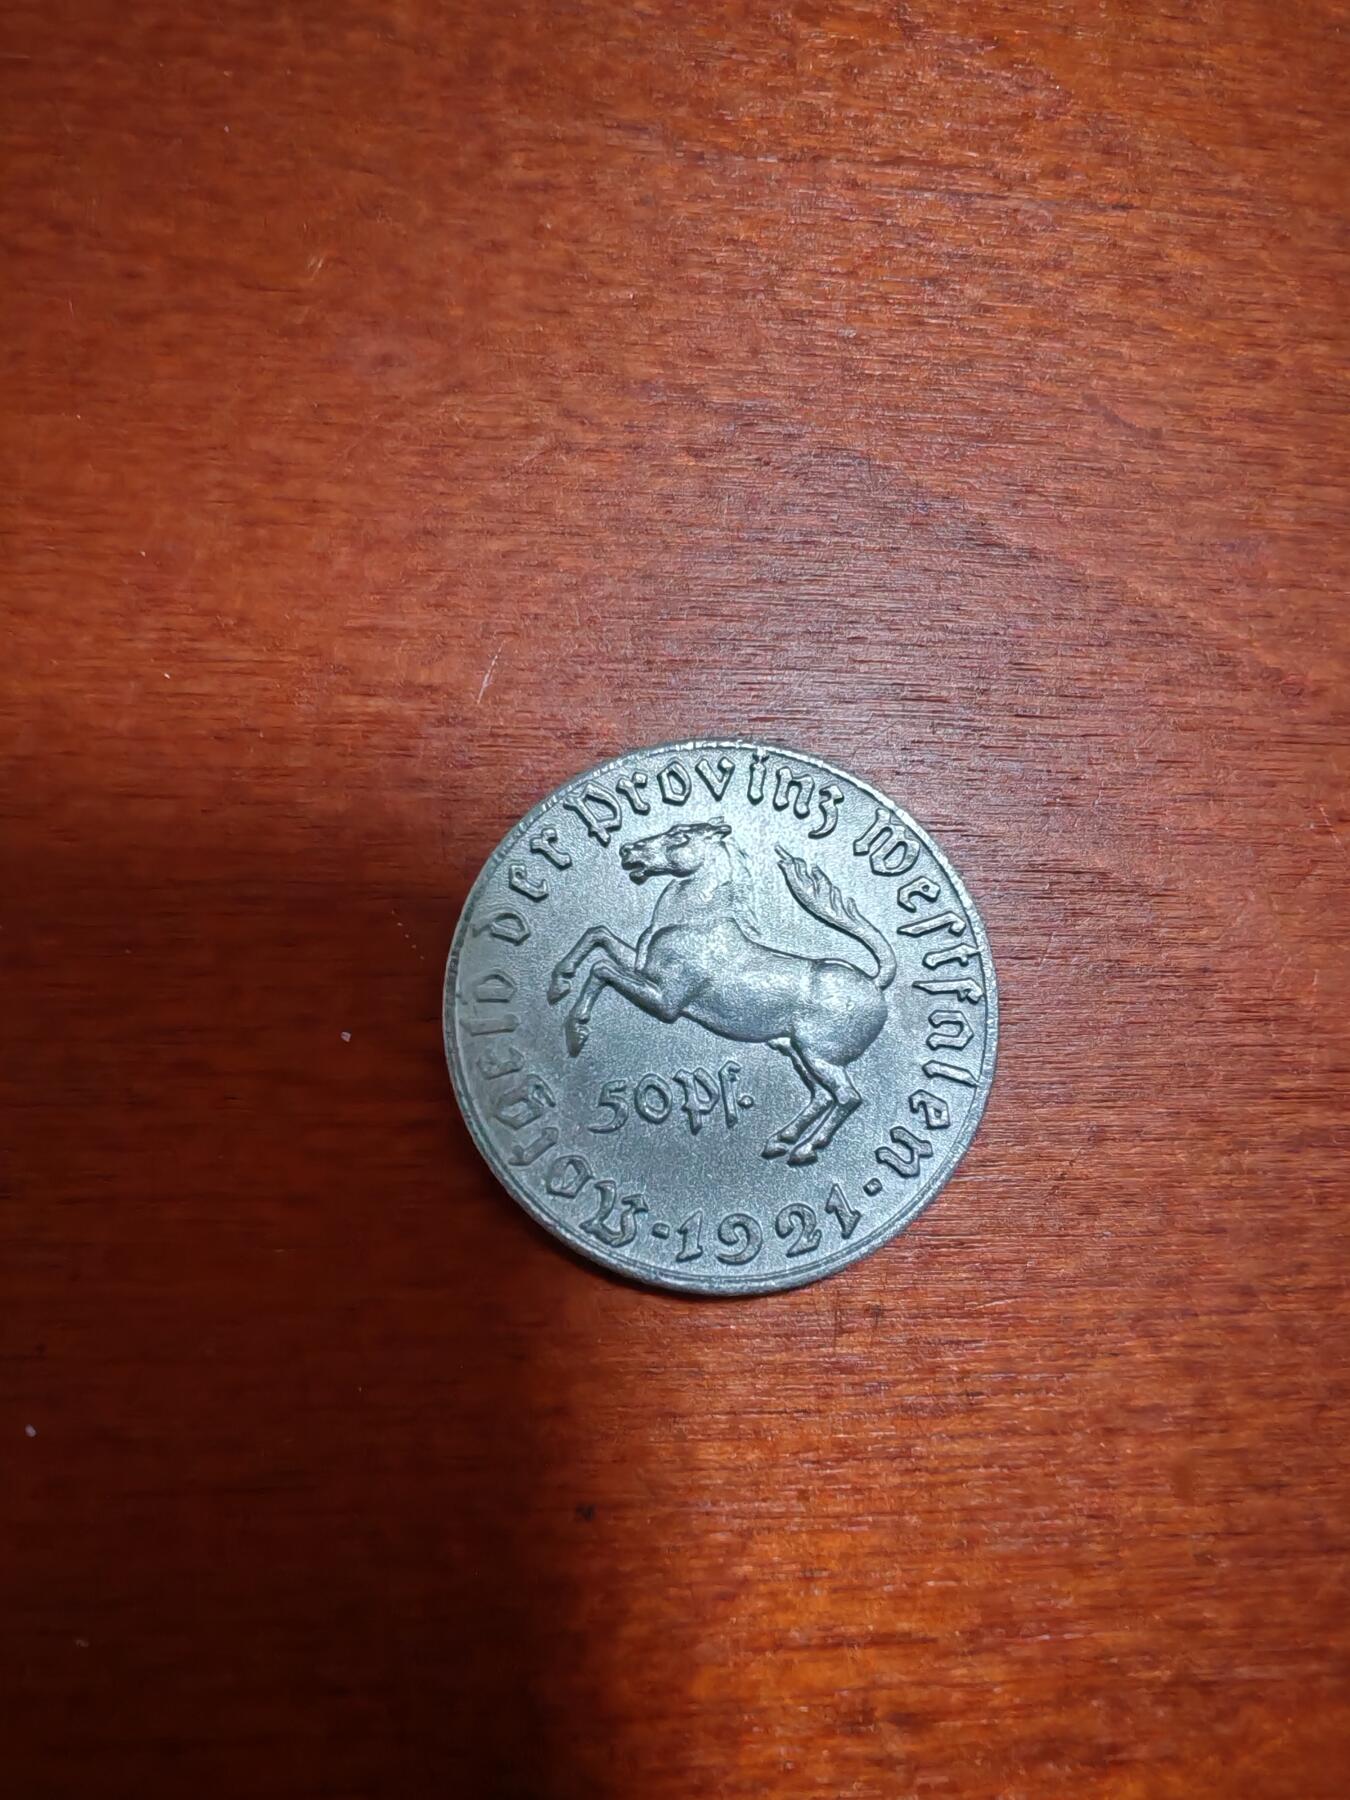 Notgeld der Provinz Westfalen · 1921 ·
50 Pf.